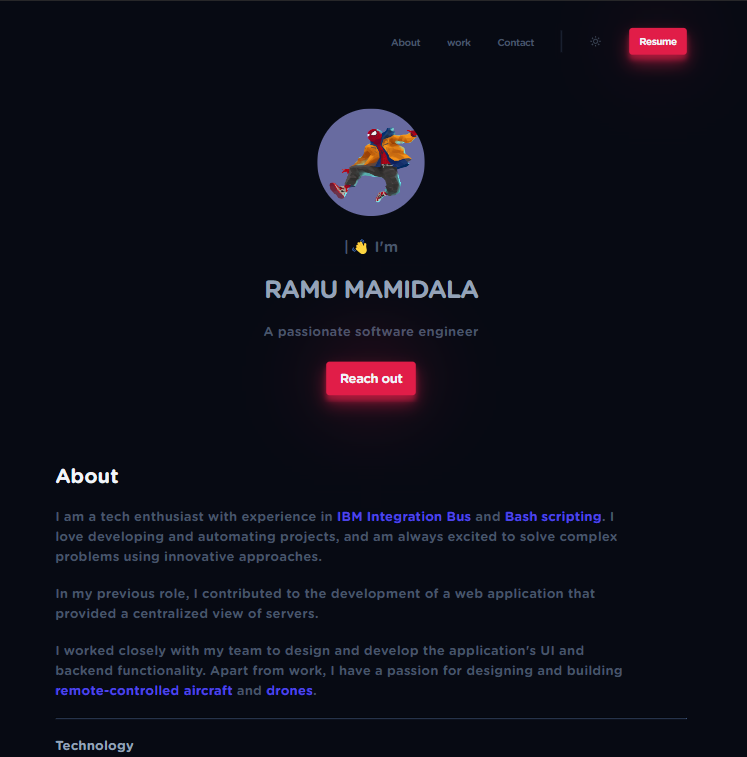 About work Contact Resume
| 👋 I'm
RAMU MAMIDALA
A passionate software engineer
Reach out
About
I am a tech enthusiast with experience in IBM Integration Bus and Bash scripting. I
love developing and automating projects, and am always excited to solve complex
problems using innovative approaches.
In my previous role, I contributed to the development of a web application that
provided a centralized view of servers.
I worked closely with my team to design and develop the application's UI and
backend functionality. Apart from work, I have a passion for designing and building
remote-controlled aircraft and drones.
Technology